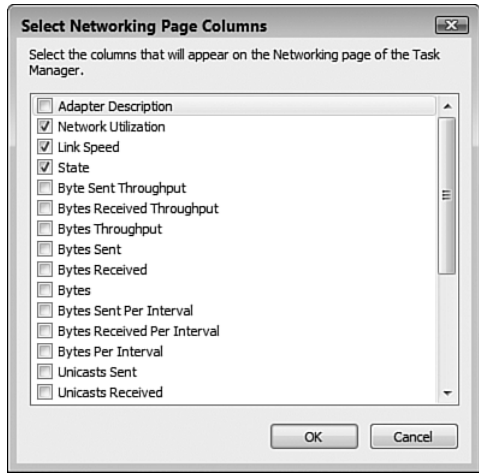 Select Networking Page Columns
Select the columns that will appear on the Networking page of the Task
Manager.
Adapter Description
Network Utilization
Link Speed
State
Byte Sent Throughput
Bytes Received Throughput
Bytes Throughput
Bytes Sent
Bytes Received
Bytes
Bytes Sent Per Interval
Bytes Received Per Interval
Bytes Per Interval
Unicasts Sent
Unicasts Received
OK
Cancel